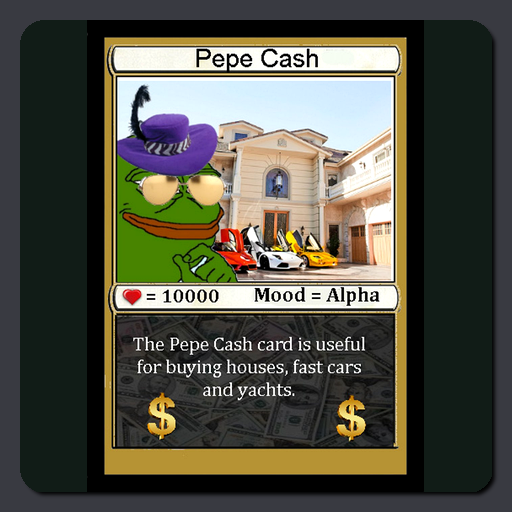 Pepe Cash
❤ = 10000 Mood = Alpha
The Pepe Cash card is useful
for buying houses, fast cars
and yachts.
$ $